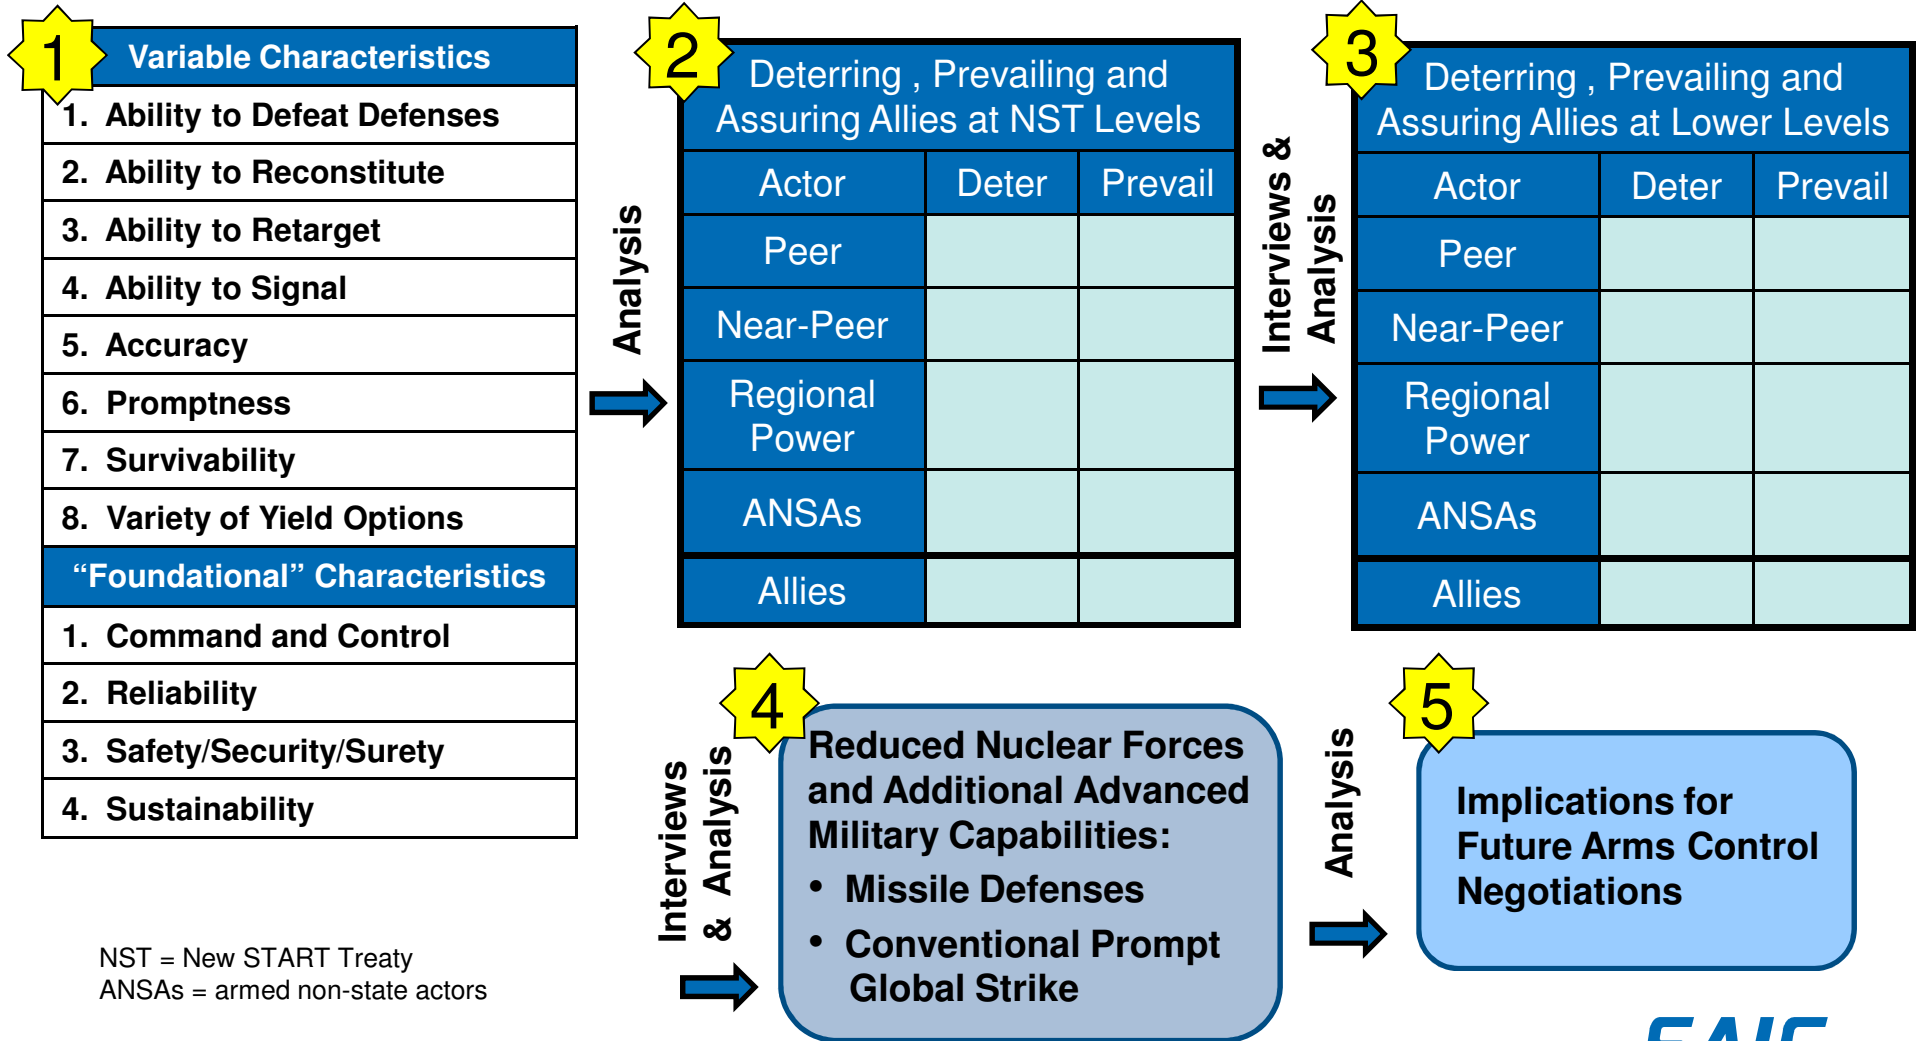 1
Variable Characteristics
1. Ability to Defeat Defenses
2. Ability to Reconstitute
3. Ability to Retarget
4. Ability to Signal
5. Accuracy
6. Promptness
7. Survivability
8. Variety of Yield Options
“Foundational” Characteristics
1. Command and Control
2. Reliability
3. Safety/Security/Surety
4. Sustainability
NST = New START Treaty
ANSAs = armed non-state actors
Analysis
2
Deterring , Prevailing and
Assuring Allies at NST Levels
Actor Deter Prevail
Peer
Near-Peer
Regional
Power
ANSAs
Allies
Interviews &
Analysis
3
Deterring , Prevailing and
Assuring Allies at Lower Levels
Actor Deter Prevail
Peer
Near-Peer
Regional
Power
ANSAs
Allies
Interviews
& Analysis
4
Reduced Nuclear Forces
and Additional Advanced
Military Capabilities:
• Missile Defenses
• Conventional Prompt
Global Strike
Analysis
5
Implications for
Future Arms Control
Negotiations